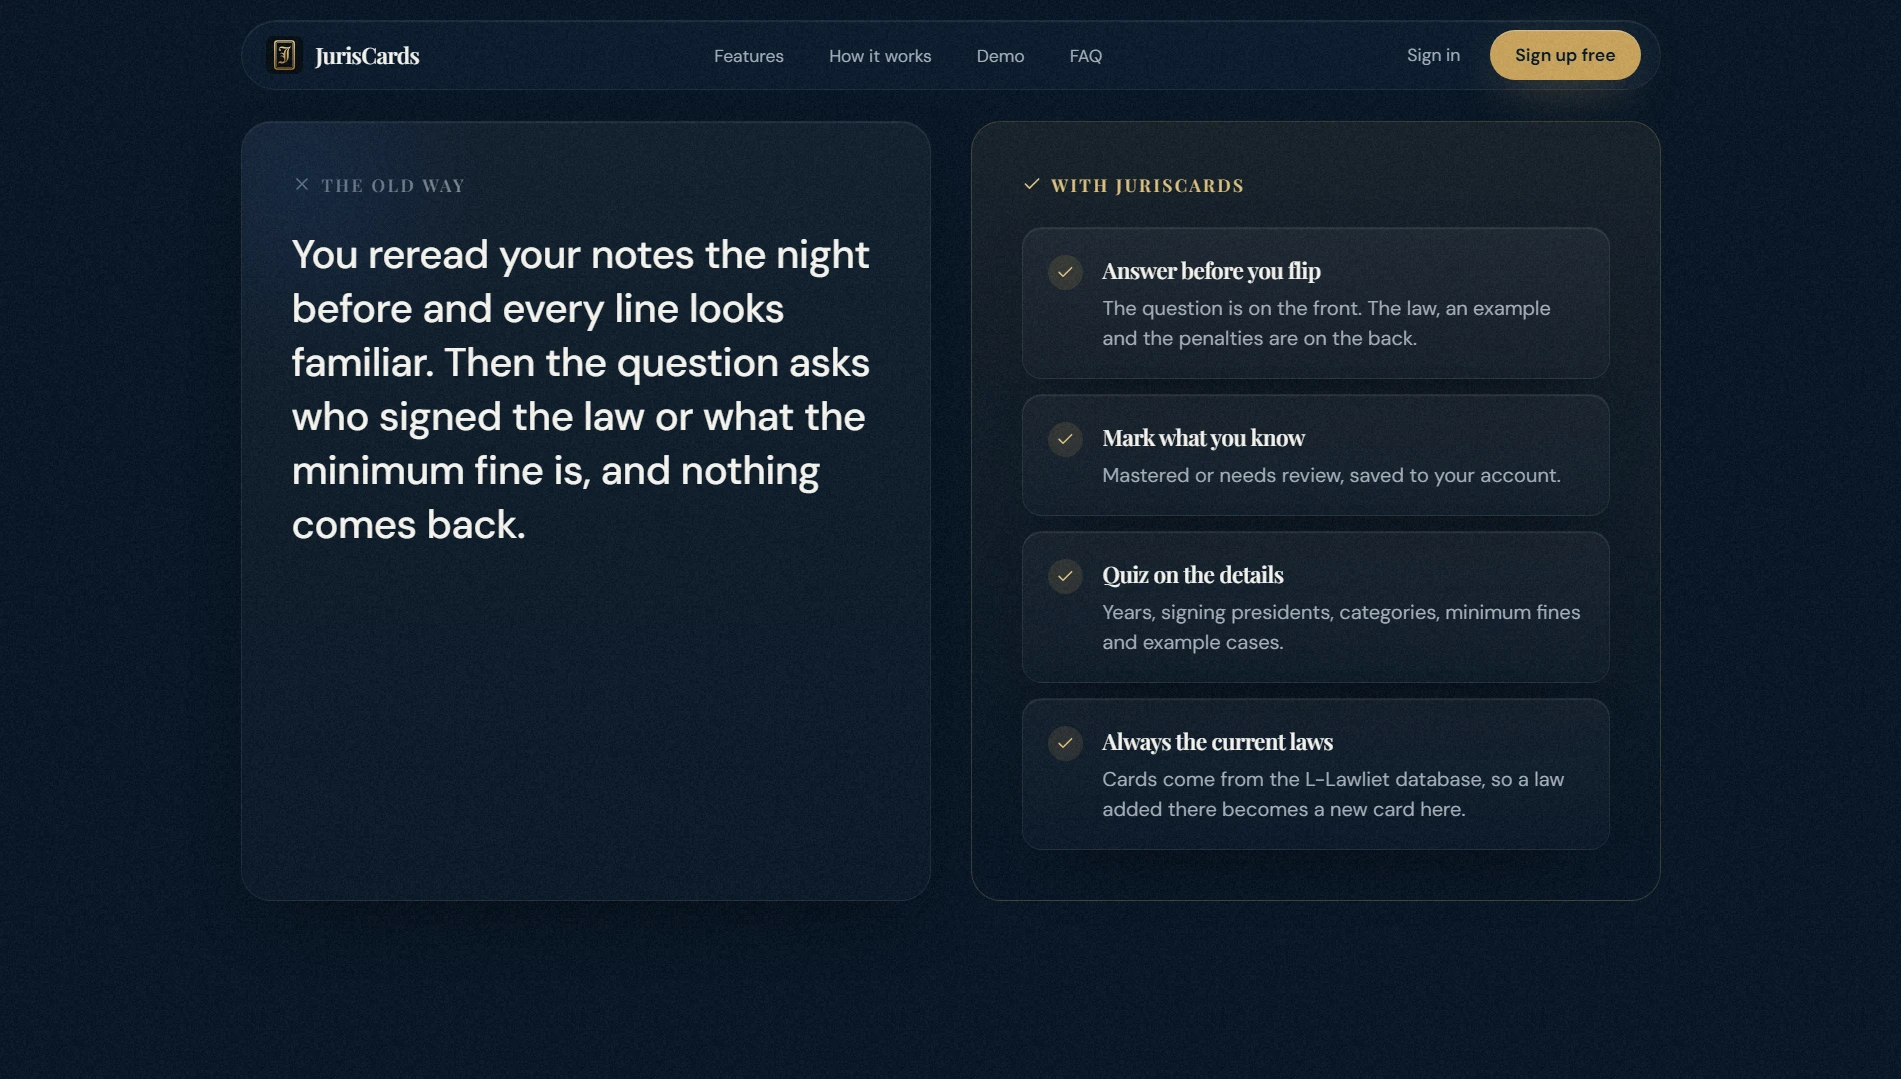 JurisCards
Features
How it works
Demo
FAQ
Sign in
Sign up free
THE OLD WAY
You reread your notes the night
before and every line looks
familiar. Then the question asks
who signed the law or what the
minimum fine is, and nothing
comes back.
WITH JURISCARDS
Answer before you flip
The question is on the front. The law, an example
and the penalties are on the back.
Mark what you know
Mastered or needs review, saved to your account.
Quiz on the details
Years, signing presidents, categories, minimum fines
and example cases.
Always the current laws
Cards come from the L-Lawliet database, so a law
added there becomes a new card here.